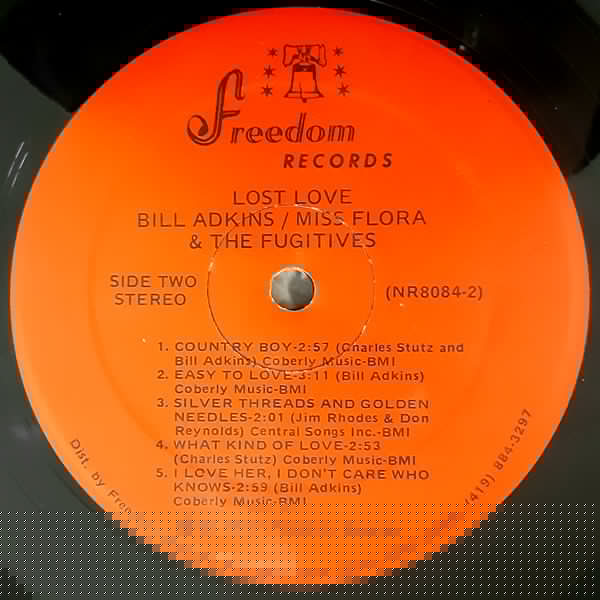 Freedom
RECORDS
LOST LOVE
BILL ADKINS / MISS FLORA
& THE FUGITIVES
SIDE TWO
STEREO
(NR8084-2)
1. COUNTRY BOY-2:57 (Charles Stutz and
Bill Adkins) Coberly Music-BMI
2. EASY TO LOVE-3:11 (Bill Adkins)
Coberly Music-BMI
3. SILVER THREADS AND GOLDEN
NEEDLES-2:01 (Jim Rhodes & Don
Reynolds) Central Songs Inc.-BMI
4. WHAT KIND OF LOVE-2:53
(Charles Stutz) Coberly Music-BMI
5. I LOVE HER, I DON'T CARE WHO
KNOWS-2:59 (Bill Adkins)
Coberly Music-BMI
Dist. by
(419) 884-3297